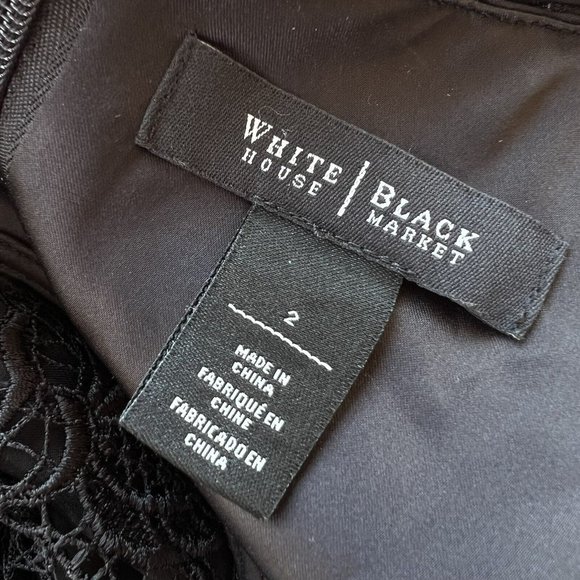 WHITE
HOUSE
BLACK
MARKET
2
MADE IN
CHINA
FABRIQUÉ EN
CHINE
FABRICADO EN
CHINA